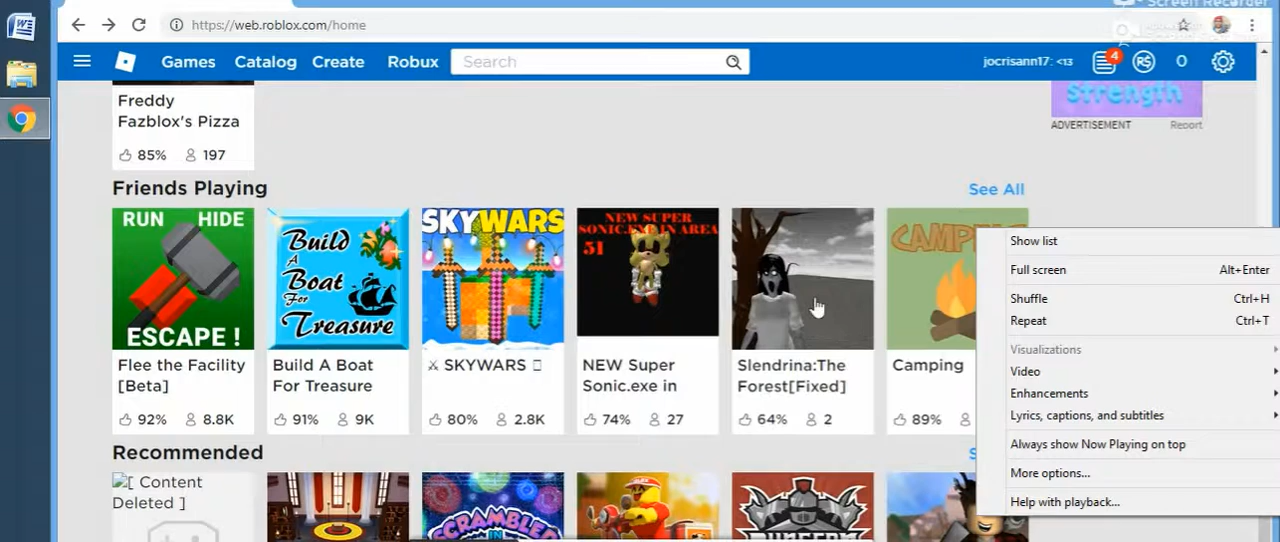 Screen Recorder
https://web.roblox.com/home
Games Catalog Create Robux Search jocrisann17: <13 4 R$ 0
strength
ADVERTISEMENT Report
Freddy
Fazblox's Pizza
85% 197
Friends Playing See All
RUN HIDE
ESCAPE !
Build
A
Boat
For
Treasure
SKYWARS
NEW SUPER
SONIC.EXE IN AREA
51
Flee the Facility
[Beta]
92% 8.8K
Build A Boat
For Treasure
91% 9K
⚔ SKYWARS
80% 2.8K
NEW Super
Sonic.exe in
74% 27
Slendrina:The
Forest[Fixed]
64% 2
Camping
89%
Show list
Full screen Alt+Enter
Shuffle Ctrl+H
Repeat Ctrl+T
Visualizations
Video
Enhancements
Lyrics, captions, and subtitles
Always show Now Playing on top
More options...
Help with playback...
Recommended
[ Content
Deleted ]
SCRAMBLED
IN